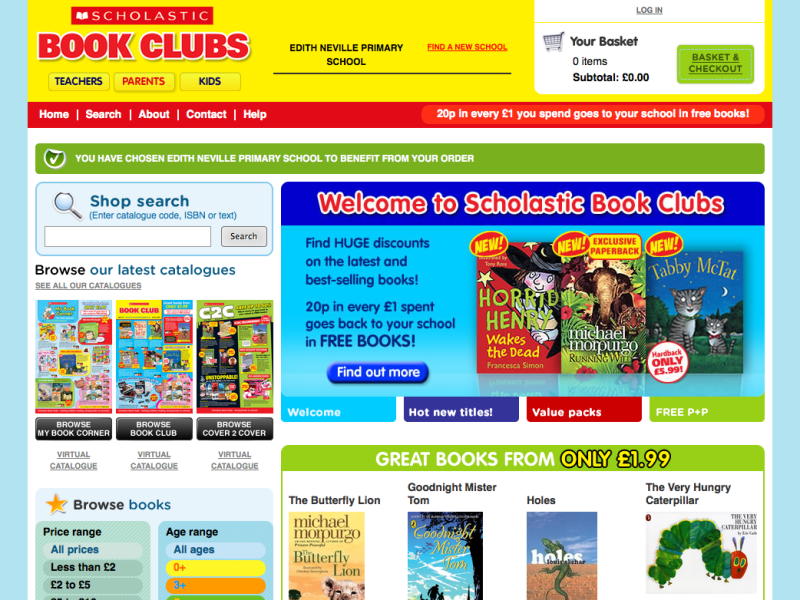 SCHOLASTIC
BOOK CLUBS
TEACHERS
PARENTS
KIDS
EDITH NEVILLE PRIMARY
SCHOOL
FIND A NEW SCHOOL
LOG IN
Your Basket
0 items
Subtotal: £0.00
BASKET &
CHECKOUT
Home | Search | About | Contact | Help
20p in every £1 you spend goes to your school in free books!
YOU HAVE CHOSEN EDITH NEVILLE PRIMARY SCHOOL TO BENEFIT FROM YOUR ORDER
Shop search
(Enter catalogue code, ISBN or text)
Search
Browse our latest catalogues
SEE ALL OUR CATALOGUES
BOOK CLUB
C2C
UNSTOPPABLE!
BROWSE
MY BOOK CORNER
BROWSE
BOOK CLUB
BROWSE
COVER 2 COVER
VIRTUAL
CATALOGUE
VIRTUAL
CATALOGUE
VIRTUAL
CATALOGUE
Browse books
Price range
All prices
Less than £2
£2 to £5
Age range
All ages
0+
3+
Welcome to Scholastic Book Clubs
Find HUGE discounts
on the latest and
best-selling books!
20p in every £1 spent
goes back to your school
in FREE BOOKS!
Find out more
NEW!
HORRID
HENRY
Wakes
the Dead
Francesca Simon
NEW!
EXCLUSIVE
PAPERBACK
michael
morpurgo
RUNNING WILD
NEW!
Tabby McTat
Hardback
ONLY
£5.99!
Welcome
Hot new titles!
Value packs
FREE P+P
GREAT BOOKS FROM ONLY £1.99
The Butterfly Lion
michael
morpurgo
The
Butterfly
Lion
Goodnight Mister
Tom
Goodnight
Mister
Tom
Holes
holes
louis sachar
The Very Hungry
Caterpillar
THE VERY
HUNGRY
CATERPILLAR
by Eric Carle